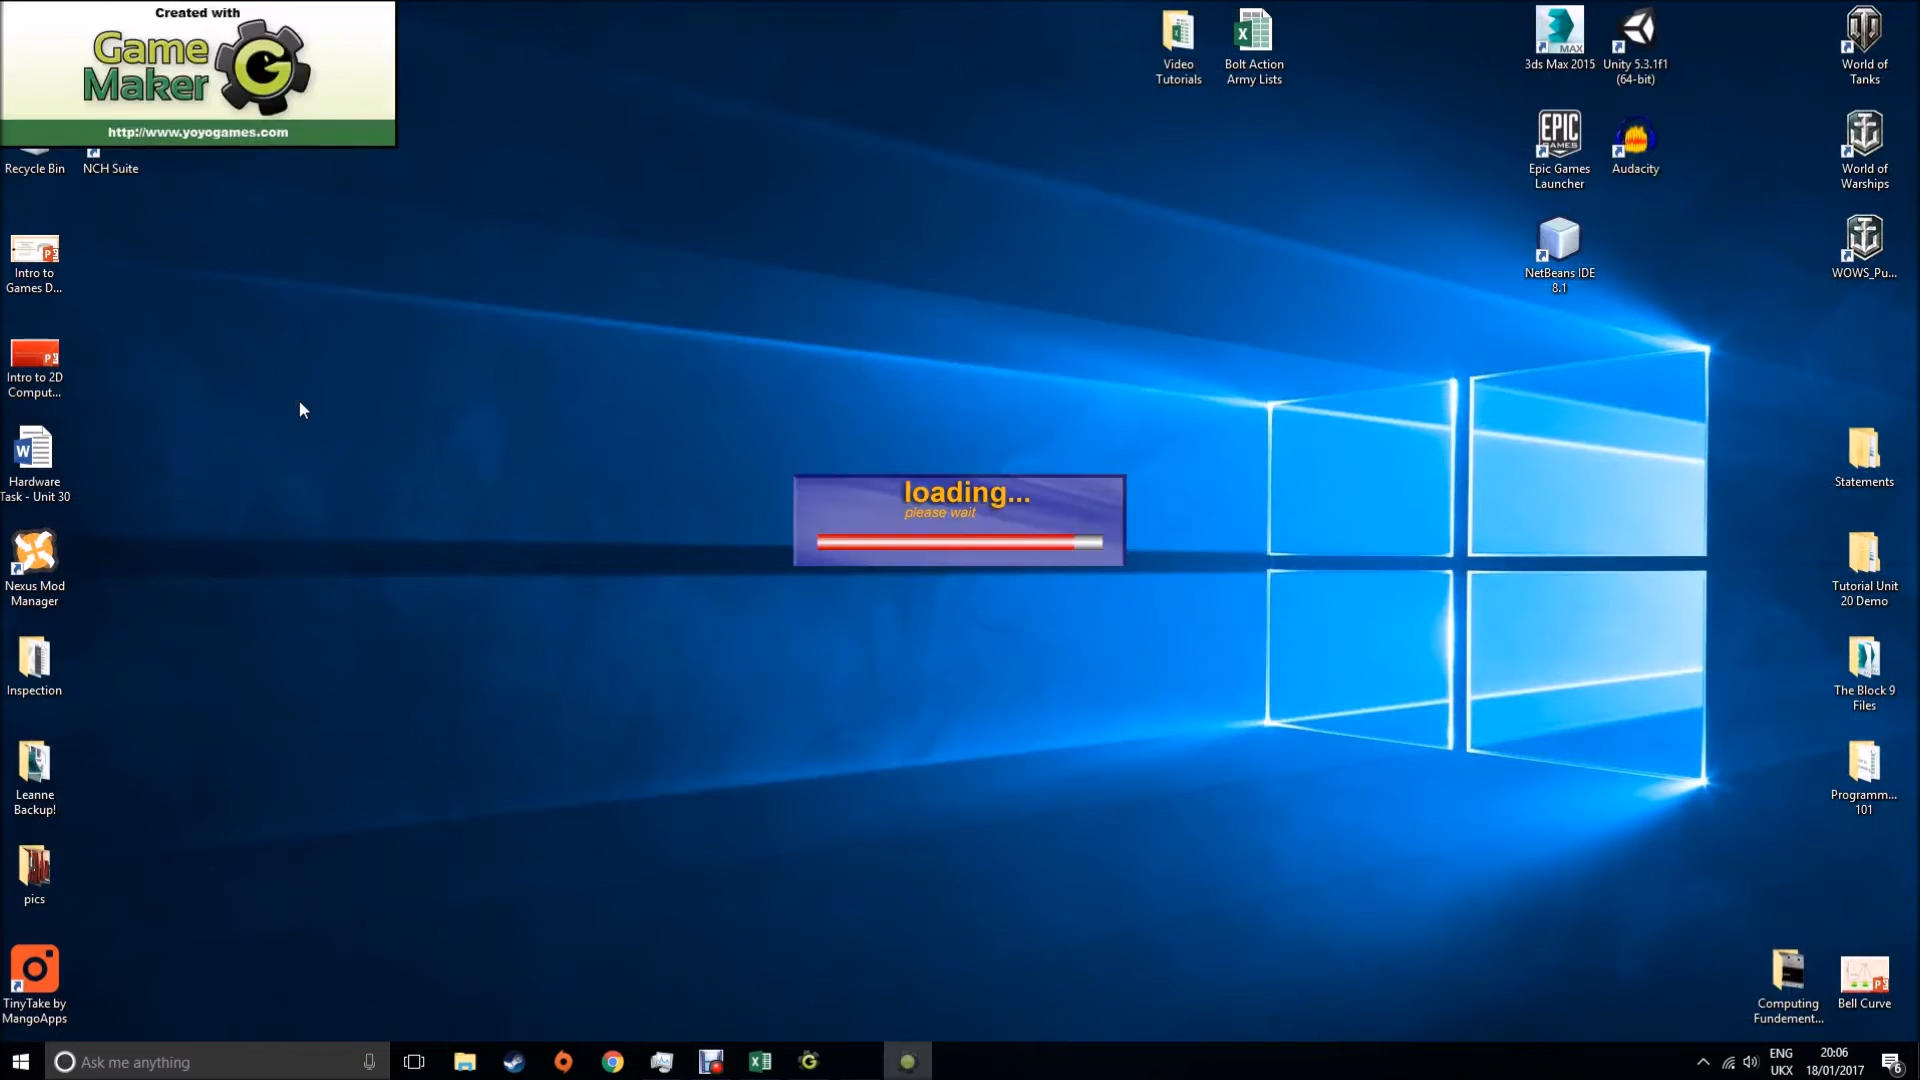 Created with
Game
Maker
http://www.yoyogames.com
Recycle Bin
NCH Suite
Video
Tutorials
Bolt Action
Army Lists
MAX
3ds Max 2015
Unity 5.3.1f1
(64-bit)
World of
Tanks
EPIC
GAMES
Epic Games
Launcher
Audacity
World of
Warships
NetBeans IDE
8.1
WOWS_Pu...
Intro to
Games D...
Intro to 2D
Comput...
Hardware
Task - Unit 30
Nexus Mod
Manager
Inspection
Leanne
Backup!
pics
TinyTake by
MangoApps
loading...
please wait
Statements
Tutorial Unit
20 Demo
The Block 9
Files
Programm...
101
Computing
Fundement...
Bell Curve
Ask me anything
ENG
UKX
20:06
18/01/2017
6